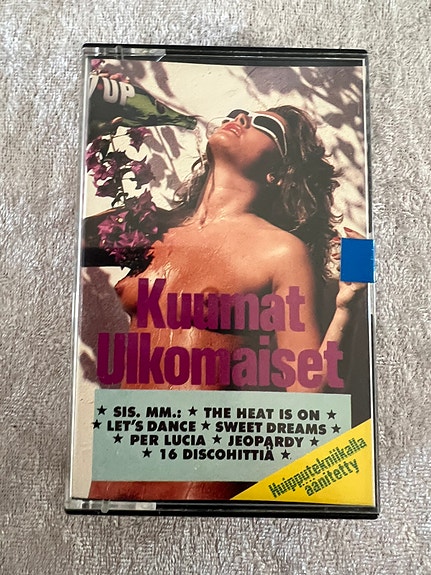 UP
Kuumat
Ulkomaiset
★ SIS. MM.: ★ THE HEAT IS ON ★
★ LET'S DANCE ★ SWEET DREAMS ★
★ PER LUCIA ★ JEOPARDY ★
★ 16 DISCOHITTIÄ ★
Huipputekniikalla
äänitetty